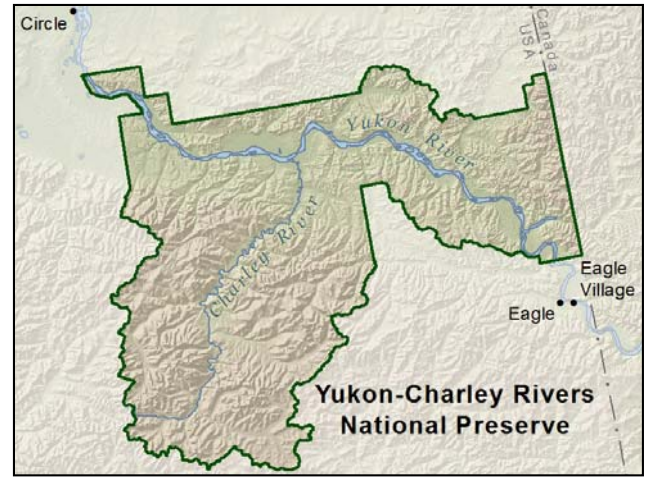 Circle
Canada
USA
Yukon River
Charley River
Eagle
Village
Eagle
Yukon-Charley Rivers
National Preserve